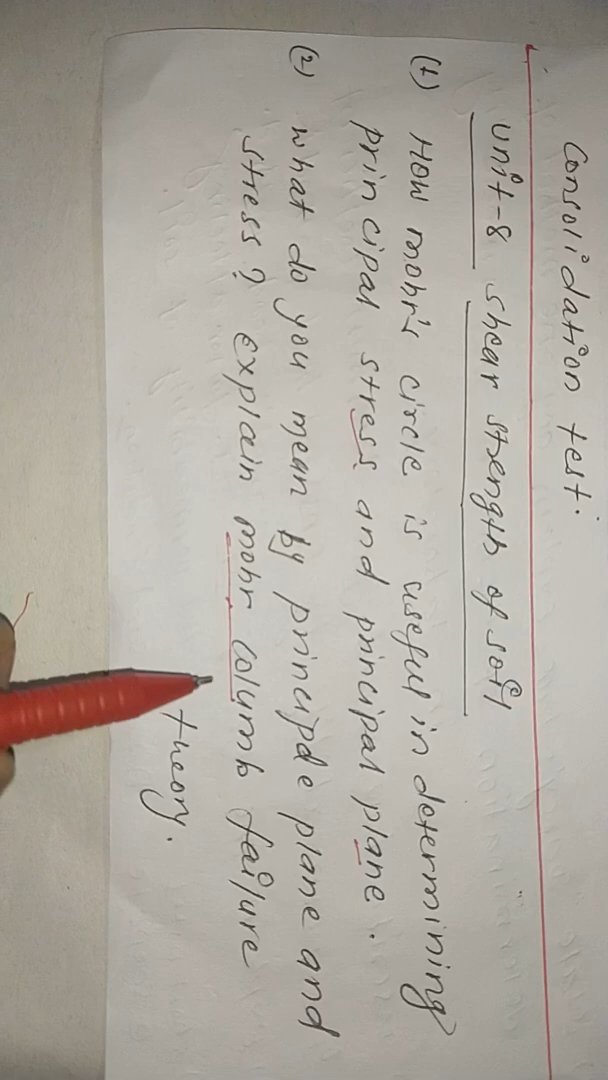 consolidation test.
unit-8 shear strength of soil
(1) How mohr's circle is useful in determining
principal stress and principal plane.
(2) what do you mean by principle plane and
stress? explain mohr columb failure
theory.